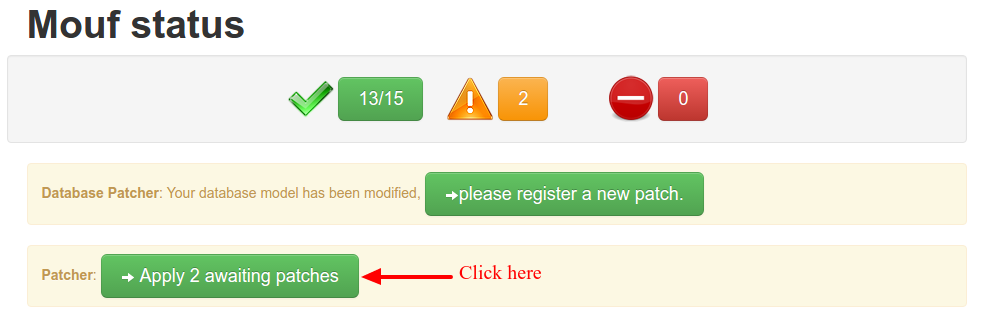 Mouf status
13/15 2 0
Database Patcher: Your database model has been modified, please register a new patch.
Patcher: Apply 2 awaiting patches Click here